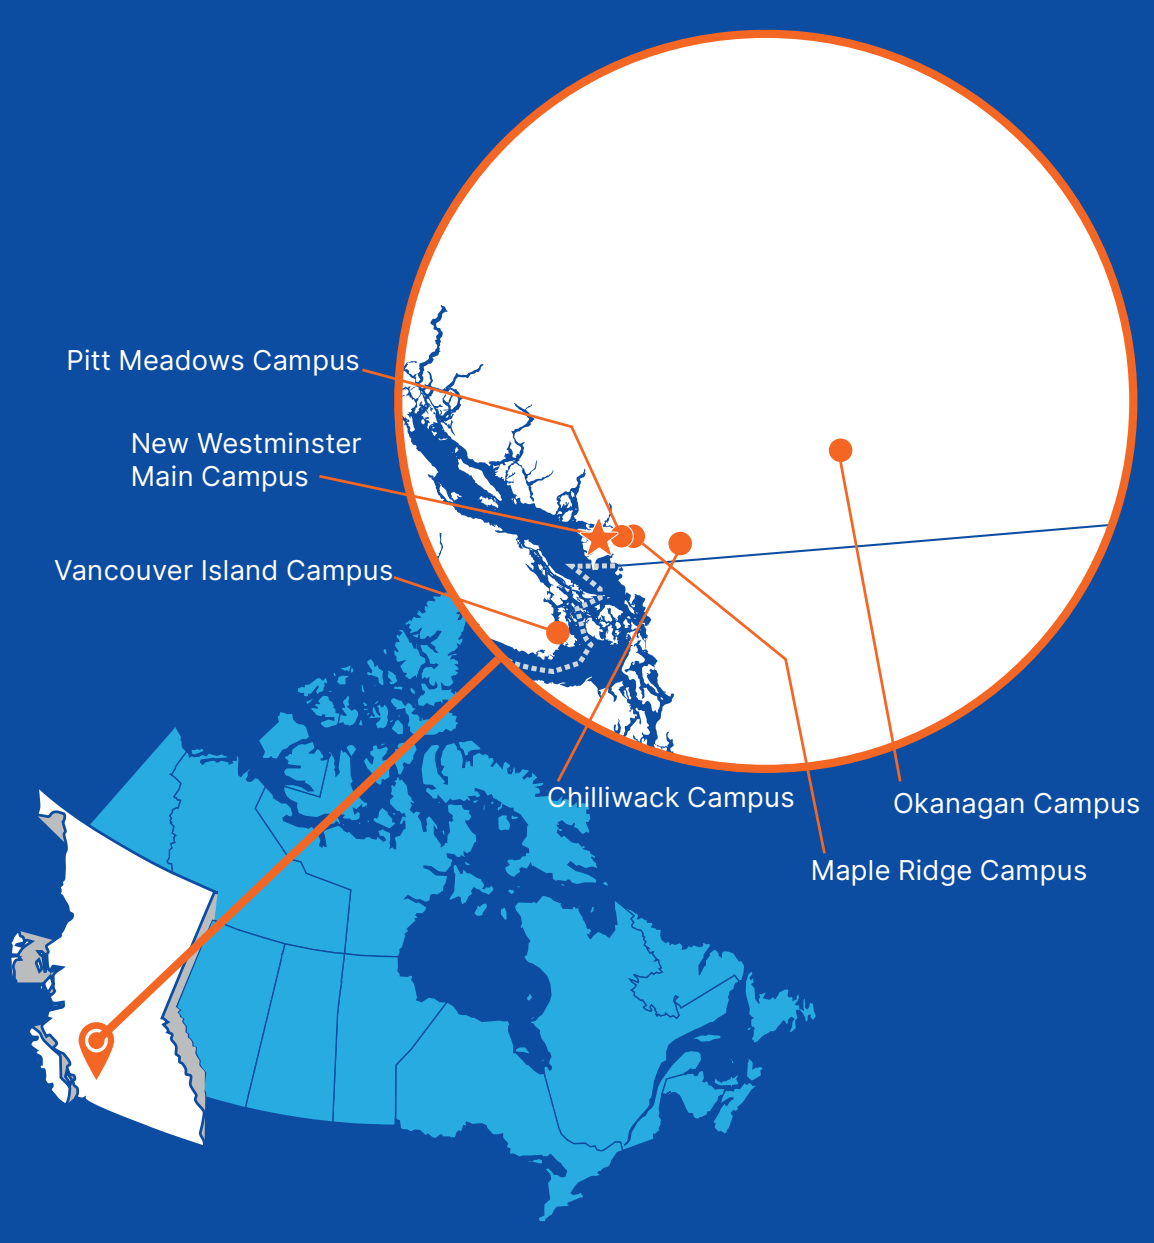 Pitt Meadows Campus
New Westminster
Main Campus
Vancouver Island Campus
Chilliwack Campus
Okanagan Campus
Maple Ridge Campus